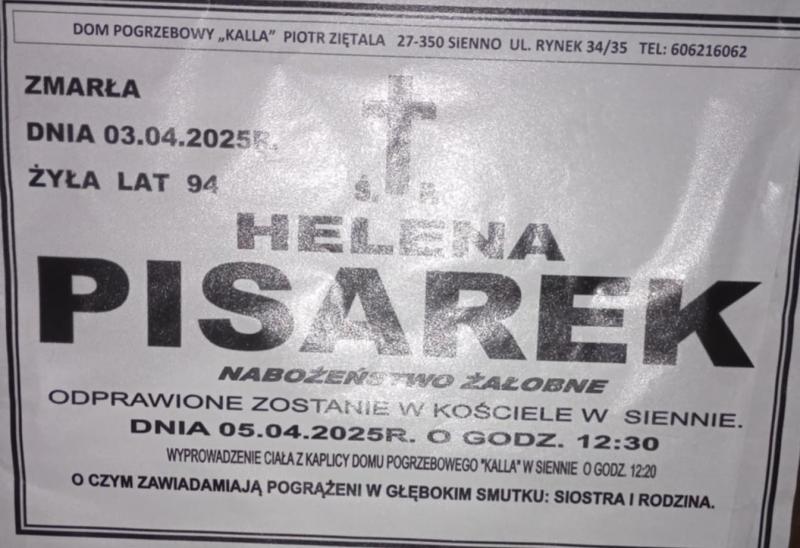 DOM POGRZEBOWY „KALLA” PIOTR ZIĘTALA 27-350 SIENNO UL. RYNEK 34/35 TEL: 606216062
ZMARŁA
DNIA 03.04.2025R.
ŻYŁA LAT 94
Ś. P.
HELENA
PISAREK
NABOŻEŃSTWO ŻAŁOBNE
ODPRAWIONE ZOSTANIE W KOŚCIELE W SIENNIE.
DNIA 05.04.2025R. O GODZ. 12:30
WYPROWADZENIE CIAŁA Z KAPLICY DOMU POGRZEBOWEGO "KALLA" W SIENNIE O GODZ. 12:20
O CZYM ZAWIADAMIAJĄ POGRĄŻENI W GŁĘBOKIM SMUTKU: SIOSTRA I RODZINA.